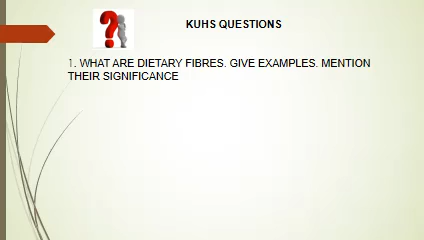 KUHS QUESTIONS
1. WHAT ARE DIETARY FIBRES. GIVE EXAMPLES. MENTION
THEIR SIGNIFICANCE